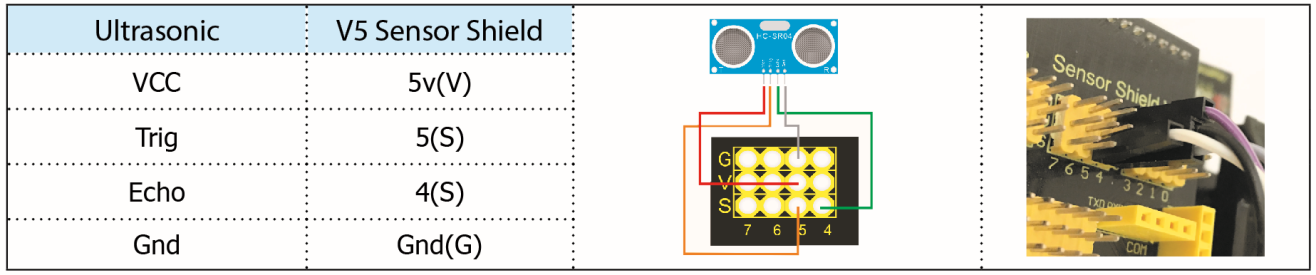 Ultrasonic V5 Sensor Shield
VCC 5v(V)
Trig 5(S)
Echo 4(S)
Gnd Gnd(G)
HC-SR04
T R
G
V
S
7 6 5 4
Sensor Shield
7 6 5 4 . 3 2 1 0
COM